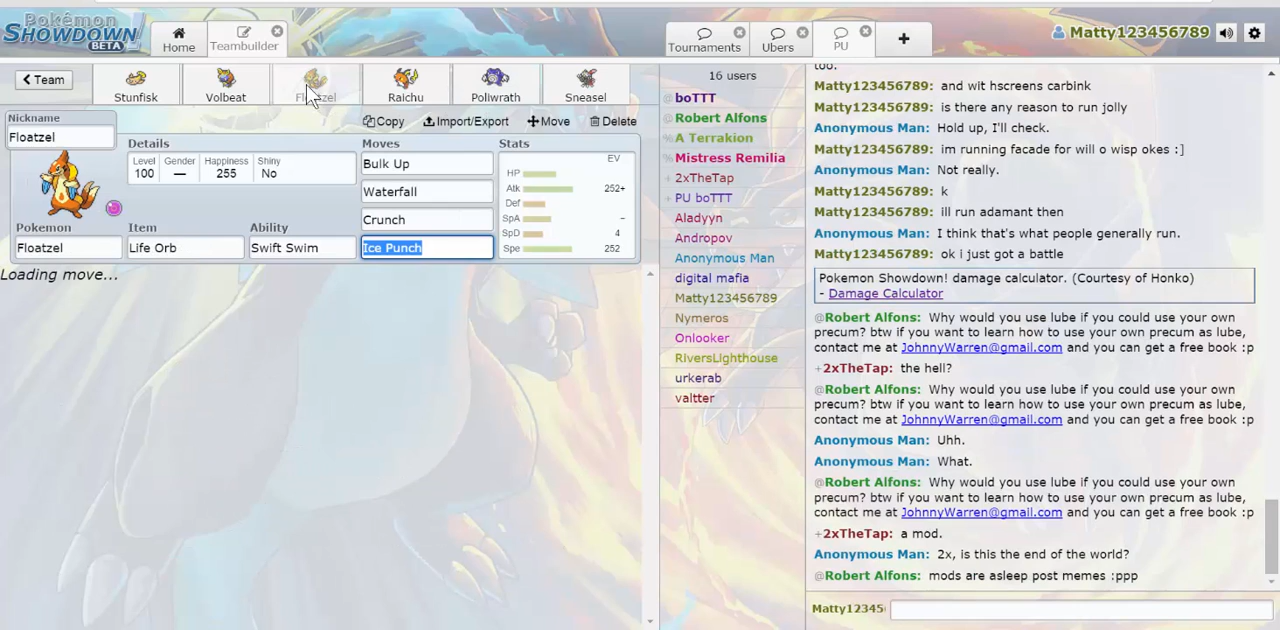 Pokémon
SHOWDOWN
BETA
Home
Teambuilder
Tournaments
Ubers
PU
+
Matty123456789
Team
Stunfisk
Volbeat
Raichu
Poliwrath
Sneasel
Nickname
Floatzel
Copy
Import/Export
Move
Delete
Details
Level Gender Happiness Shiny
100 — 255 No
Pokemon
Floatzel
Item
Life Orb
Ability
Swift Swim
Moves
Bulk Up
Waterfall
Crunch
Ice Punch
Stats
EV
HP
Atk 252+
Def
SpA –
SpD 4
Spe 252
Loading move...
16 users
@ boTTT
@ Robert Alfons
% A Terrakion
% Mistress Remilia
+ 2xTheTap
+ PU boTTT
Aladyyn
Andropov
Anonymous Man
digital mafia
Matty123456789
Nymeros
Onlooker
RiversLighthouse
urkerab
valtter
too.
Matty123456789: and wit hscreens carbink
Matty123456789: is there any reason to run jolly
Anonymous Man: Hold up, I'll check.
Matty123456789: im running facade for will o wisp okes :]
Anonymous Man: Not really.
Matty123456789: k
Matty123456789: ill run adamant then
Anonymous Man: I think that's what people generally run.
Matty123456789: ok i just got a battle
Pokemon Showdown! damage calculator. (Courtesy of Honko)
- Damage Calculator
@Robert Alfons: Why would you use lube if you could use your own
precum? btw if you want to learn how to use your own precum as lube,
contact me at JohnnyWarren@gmail.com and you can get a free book :p
+2xTheTap: the hell?
@Robert Alfons: Why would you use lube if you could use your own
precum? btw if you want to learn how to use your own precum as lube,
contact me at JohnnyWarren@gmail.com and you can get a free book :p
Anonymous Man: Uhh.
Anonymous Man: What.
@Robert Alfons: Why would you use lube if you could use your own
precum? btw if you want to learn how to use your own precum as lube,
contact me at JohnnyWarren@gmail.com and you can get a free book :p
+2xTheTap: a mod.
Anonymous Man: 2x, is this the end of the world?
@Robert Alfons: mods are asleep post memes :ppp
Matty12345